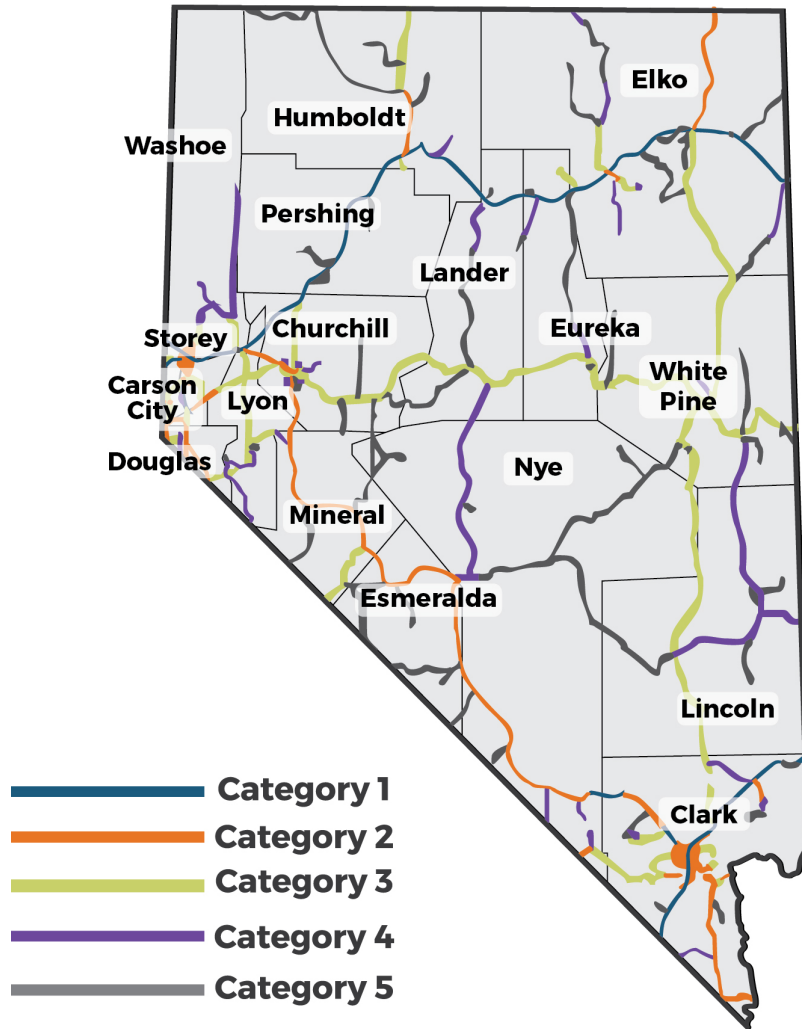 Elko
Humboldt
Washoe
Pershing
Lander
Churchill
Eureka
Storey
White
Pine
Carson
City
Lyon
Douglas
Nye
Mineral
Esmeralda
Lincoln
Clark
Category 1
Category 2
Category 3
Category 4
Category 5